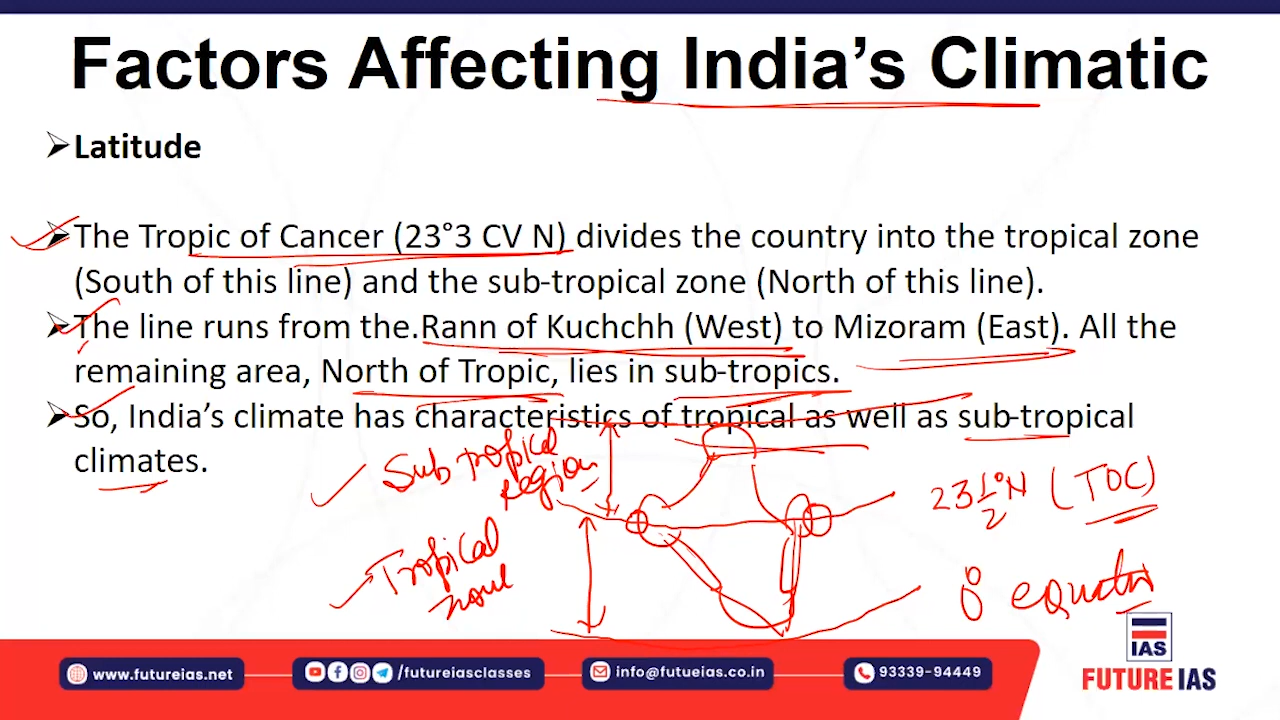 Factors Affecting India's Climatic
➢Latitude
➢The Tropic of Cancer (23°3 CV N) divides the country into the tropical zone
(South of this line) and the sub-tropical zone (North of this line).
➢The line runs from the.Rann of Kuchchh (West) to Mizoram (East). All the
remaining area, North of Tropic, lies in sub-tropics.
➢So, India's climate has characteristics of tropical as well as sub-tropical
climates.
Sub tropical
region
23½°N (TOC)
Tropical
zone
0° equator
www.futureias.net
/futureiasclasses
info@futueias.co.in
93339-94449
IAS
FUTURE IAS